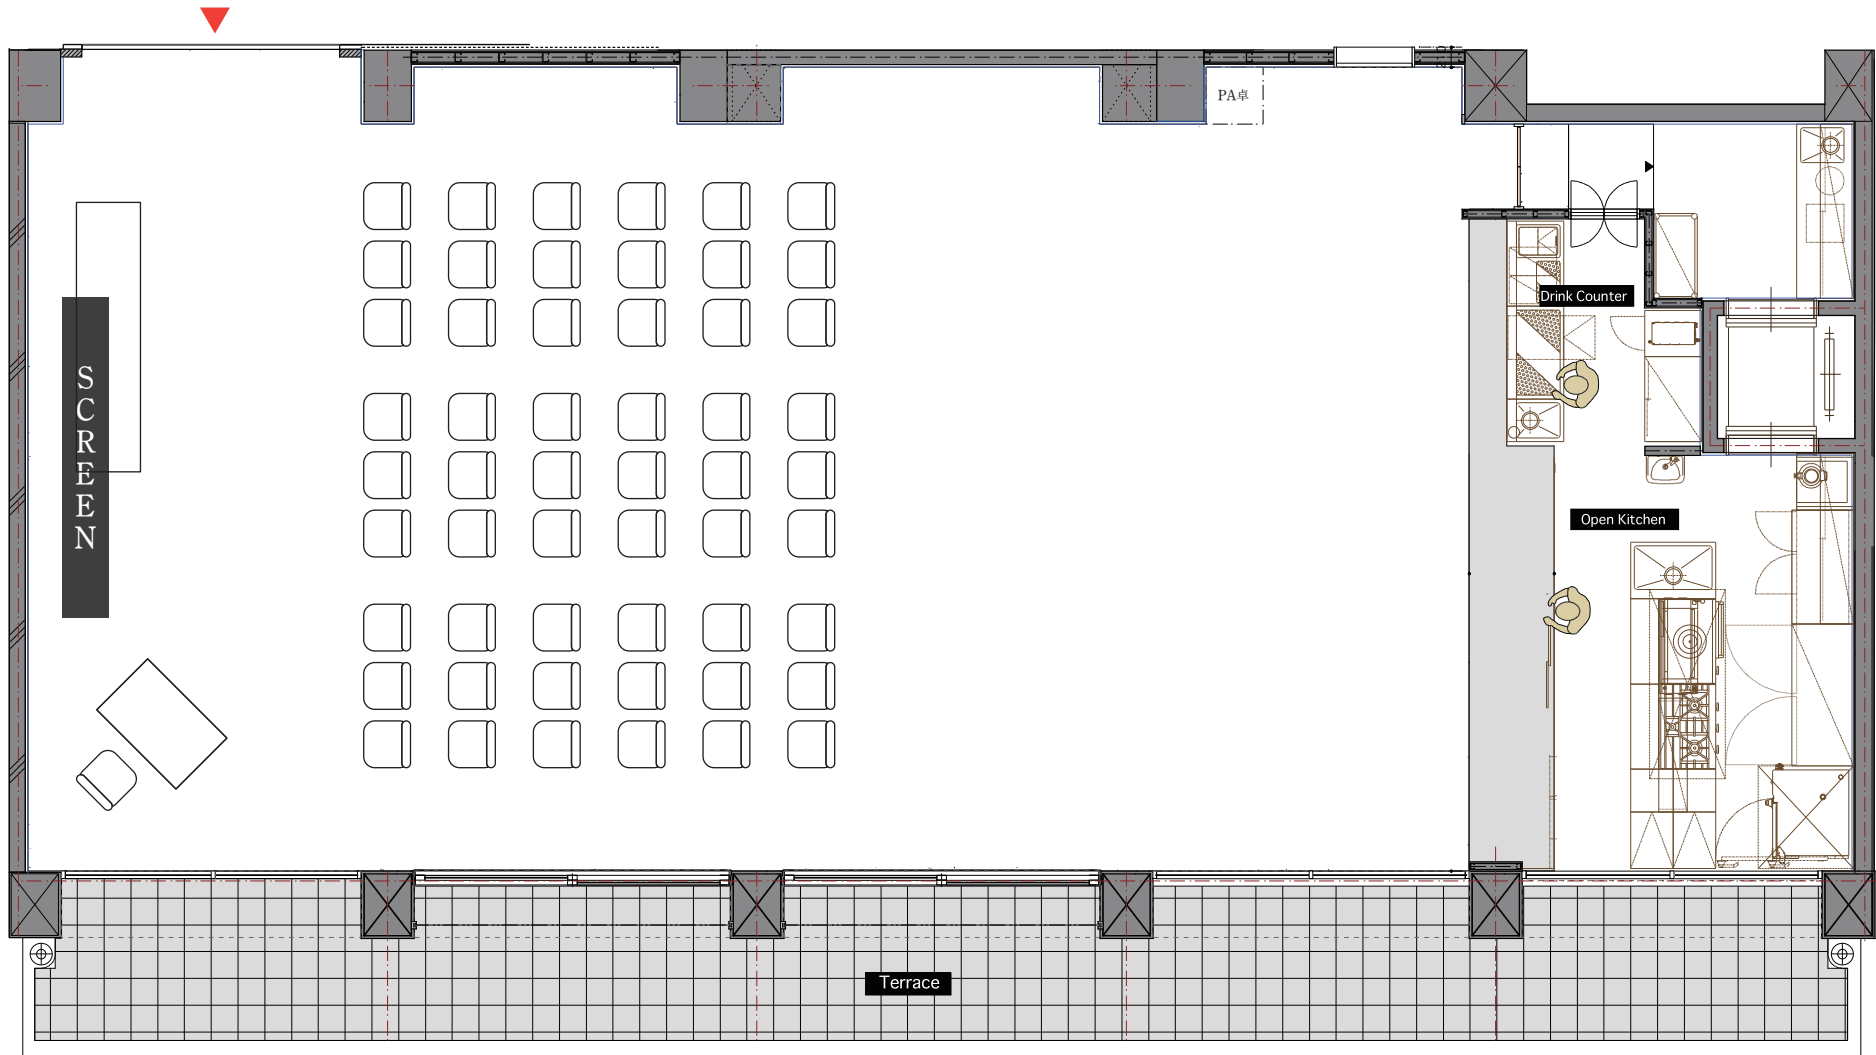 PA卓
Drink Counter
SCREEN
Open Kitchen
Terrace